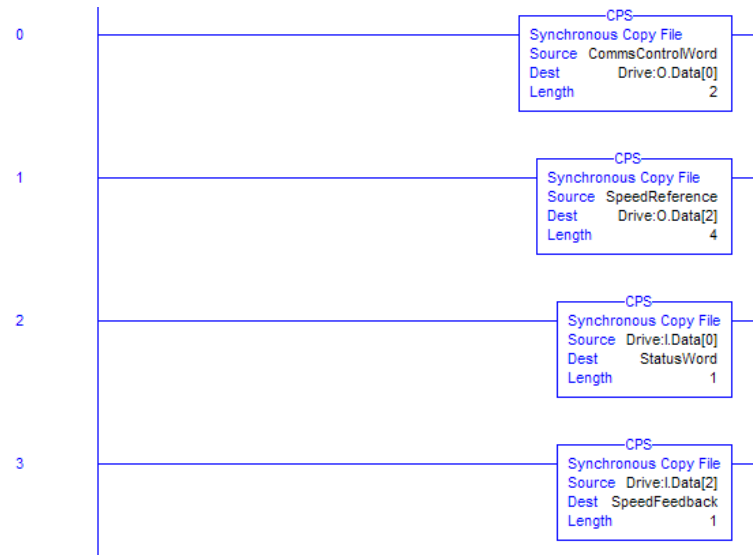 0
CPS
Synchronous Copy File
Source CommsControlWord
Dest Drive:O.Data[0]
Length 2
1
CPS
Synchronous Copy File
Source SpeedReference
Dest Drive:O.Data[2]
Length 4
2
CPS
Synchronous Copy File
Source Drive:I.Data[0]
Dest StatusWord
Length 1
3
CPS
Synchronous Copy File
Source Drive:I.Data[2]
Dest SpeedFeedback
Length 1